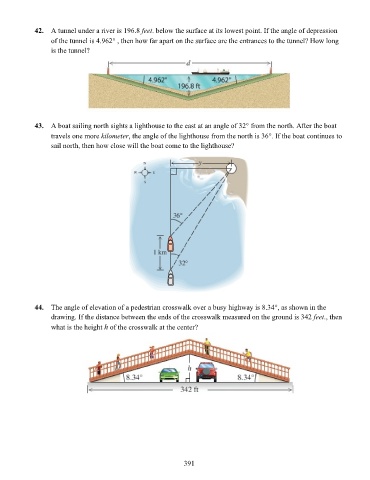 42. A tunnel under a river is 196.8 feet. below the surface at its lowest point. If the angle of depression
of the tunnel is 4.962° , then how far apart on the surface are the entrances to the tunnel? How long
is the tunnel?
d
4.962° 4.962°
196.8 ft
43. A boat sailing north sights a lighthouse to the east at an angle of 32° from the north. After the boat
travels one more kilometer, the angle of the lighthouse from the north is 36°. If the boat continues to
sail north, then how close will the boat come to the lighthouse?
36°
1 km
32°
44. The angle of elevation of a pedestrian crosswalk over a busy highway is 8.34°, as shown in the
drawing. If the distance between the ends of the crosswalk measured on the ground is 342 feet., then
what is the height h of the crosswalk at the center?
h
8.34° 8.34°
342 ft
391